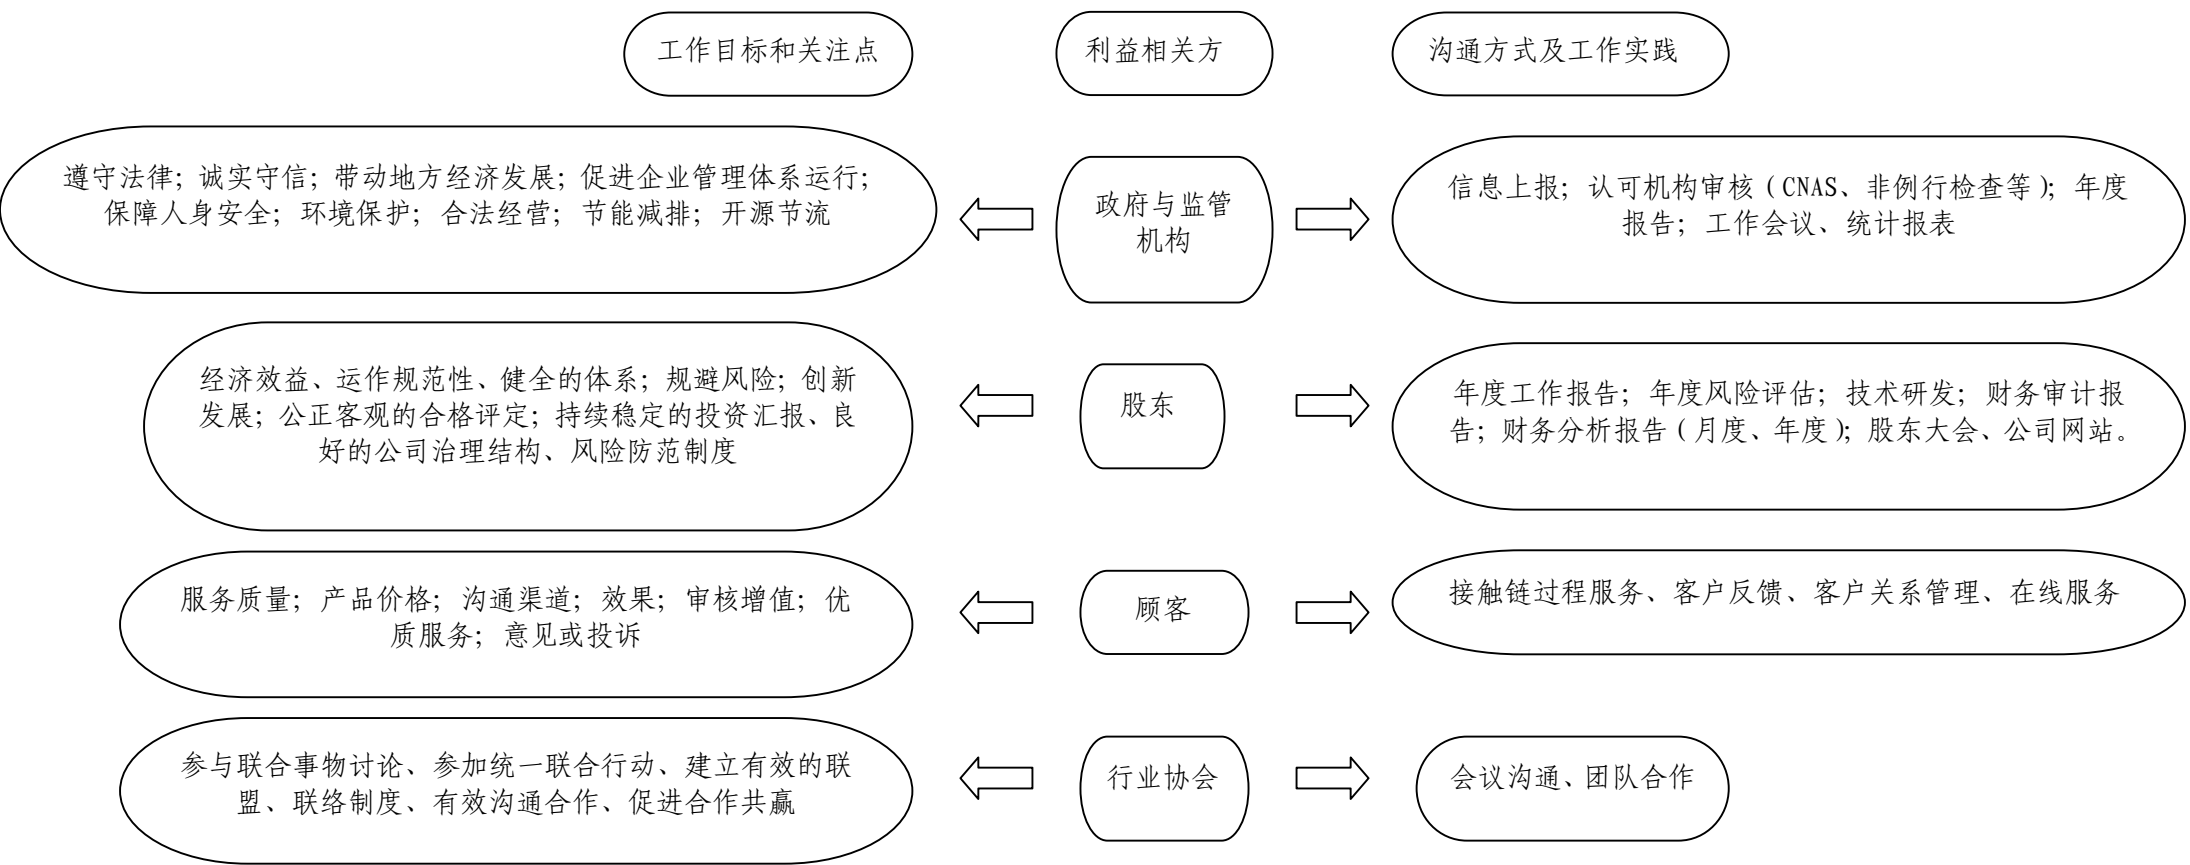 工作目标和关注点
利益相关方
沟通方式及工作实践
遵守法律；诚实守信；带动地方经济发展；促进企业管理体系运行；
保障人身安全；环境保护；合法经营；节能减排；开源节流
政府与监管
机构
信息上报；认可机构审核（CNAS、非例行检查等）；年度
报告；工作会议、统计报表
经济效益、运作规范性、健全的体系；规避风险；创新
发展；公正客观的合格评定；持续稳定的投资汇报、良
好的公司治理结构、风险防范制度
股东
年度工作报告；年度风险评估；技术研发；财务审计报
告；财务分析报告（月度、年度）；股东大会、公司网站。
服务质量；产品价格；沟通渠道；效果；审核增值；优
质服务；意见或投诉
顾客
接触链过程服务、客户反馈、客户关系管理、在线服务
参与联合事物讨论、参加统一联合行动、建立有效的联
盟、联络制度、有效沟通合作、促进合作共赢
行业协会
会议沟通、团队合作